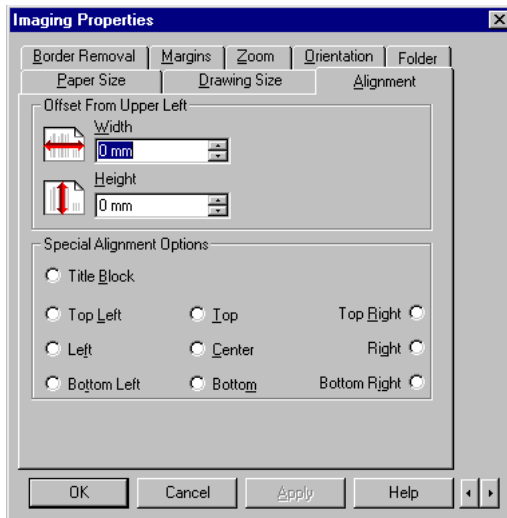 Imaging Properties
Border Removal Margins Zoom Orientation Folder
Paper Size Drawing Size Alignment
Offset From Upper Left
Width
0 mm
Height
0 mm
Special Alignment Options
Title Block
Top Left Top Top Right
Left Center Right
Bottom Left Bottom Bottom Right
OK Cancel Apply Help